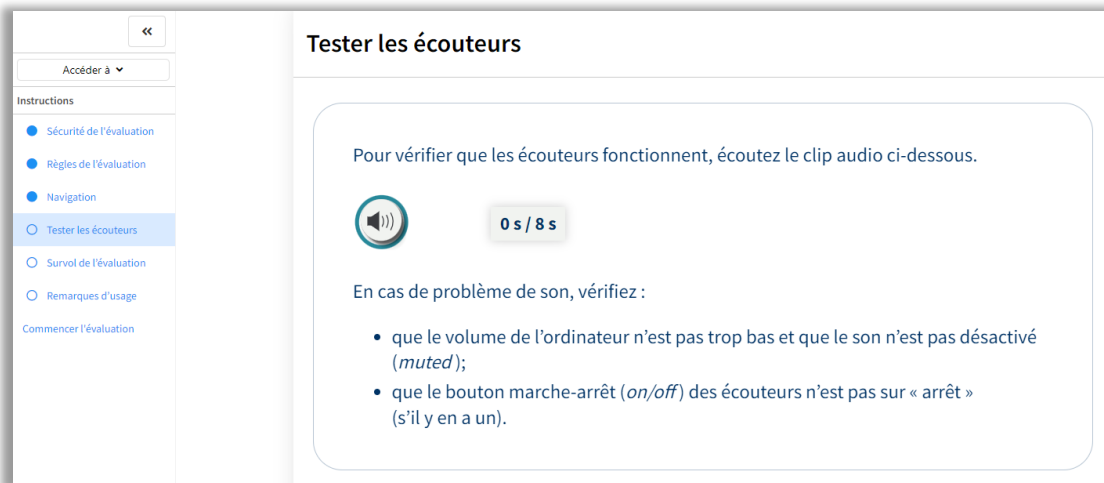 «
Accéder à
Instructions
Sécurité de l'évaluation
Règles de l'évaluation
Navigation
Tester les écouteurs
Survol de l'évaluation
Remarques d'usage
Commencer l'évaluation
Tester les écouteurs
Pour vérifier que les écouteurs fonctionnent, écoutez le clip audio ci-dessous.
0 s / 8 s
En cas de problème de son, vérifiez :
• que le volume de l'ordinateur n'est pas trop bas et que le son n'est pas désactivé
(muted);
• que le bouton marche-arrêt (on/off) des écouteurs n'est pas sur « arrêt »
(s'il y en a un).